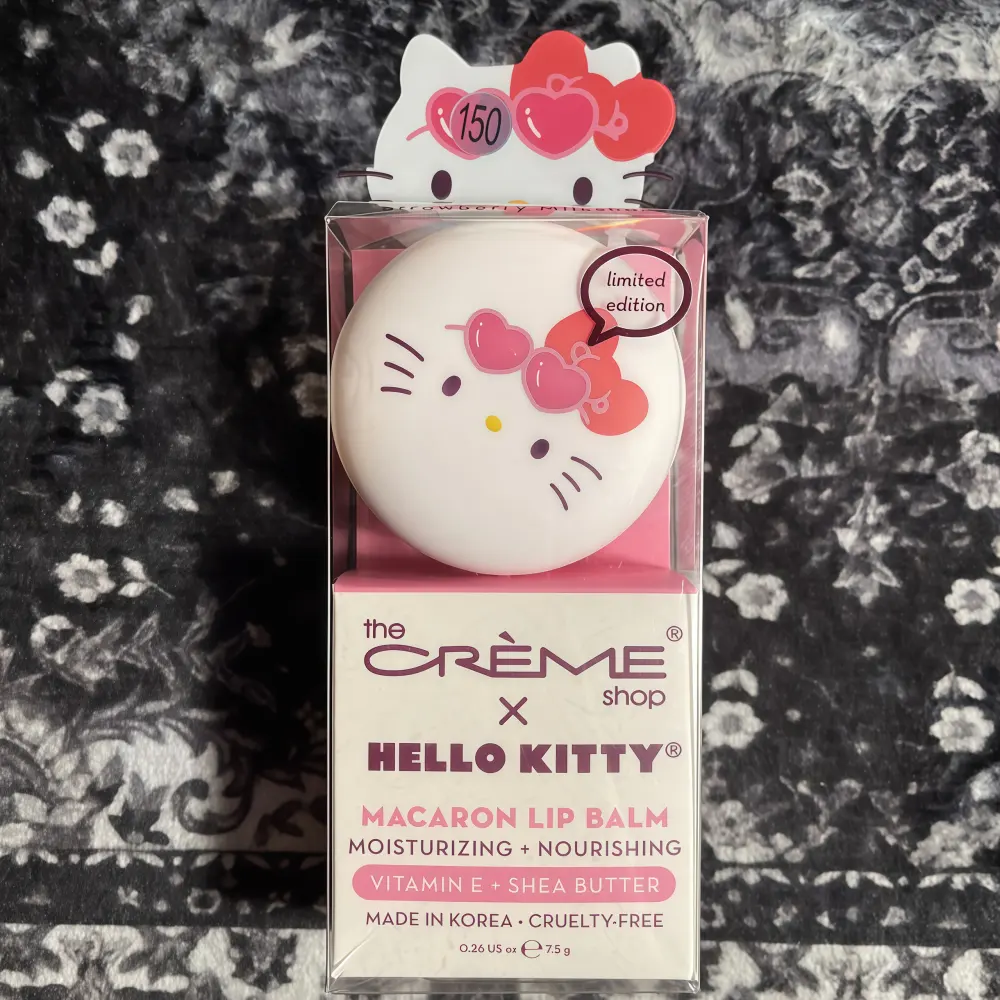 150
Strawberry
limited
edition
the
CRÈME®
shop
X
HELLO KITTY®
MACARON LIP BALM
MOISTURIZING + NOURISHING
VITAMIN E + SHEA BUTTER
MADE IN KOREA • CRUELTY-FREE
0.26 US oz ℮ 7.5 g